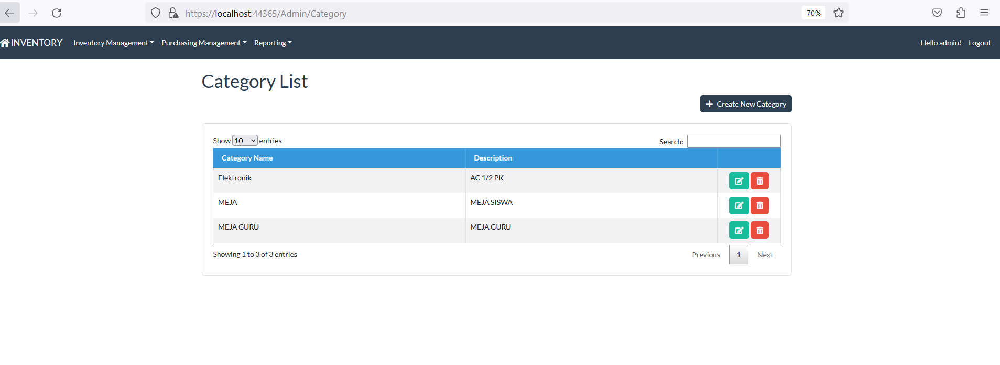 https://localhost:44365/Admin/Category 70%
INVENTORY Inventory Management Purchasing Management Reporting Hello admin! Logout
Category List
Create New Category
Show 10 entries Search:
Category Name Description
Elektronik AC 1/2 PK
MEJA MEJA SISWA
MEJA GURU MEJA GURU
Showing 1 to 3 of 3 entries Previous 1 Next